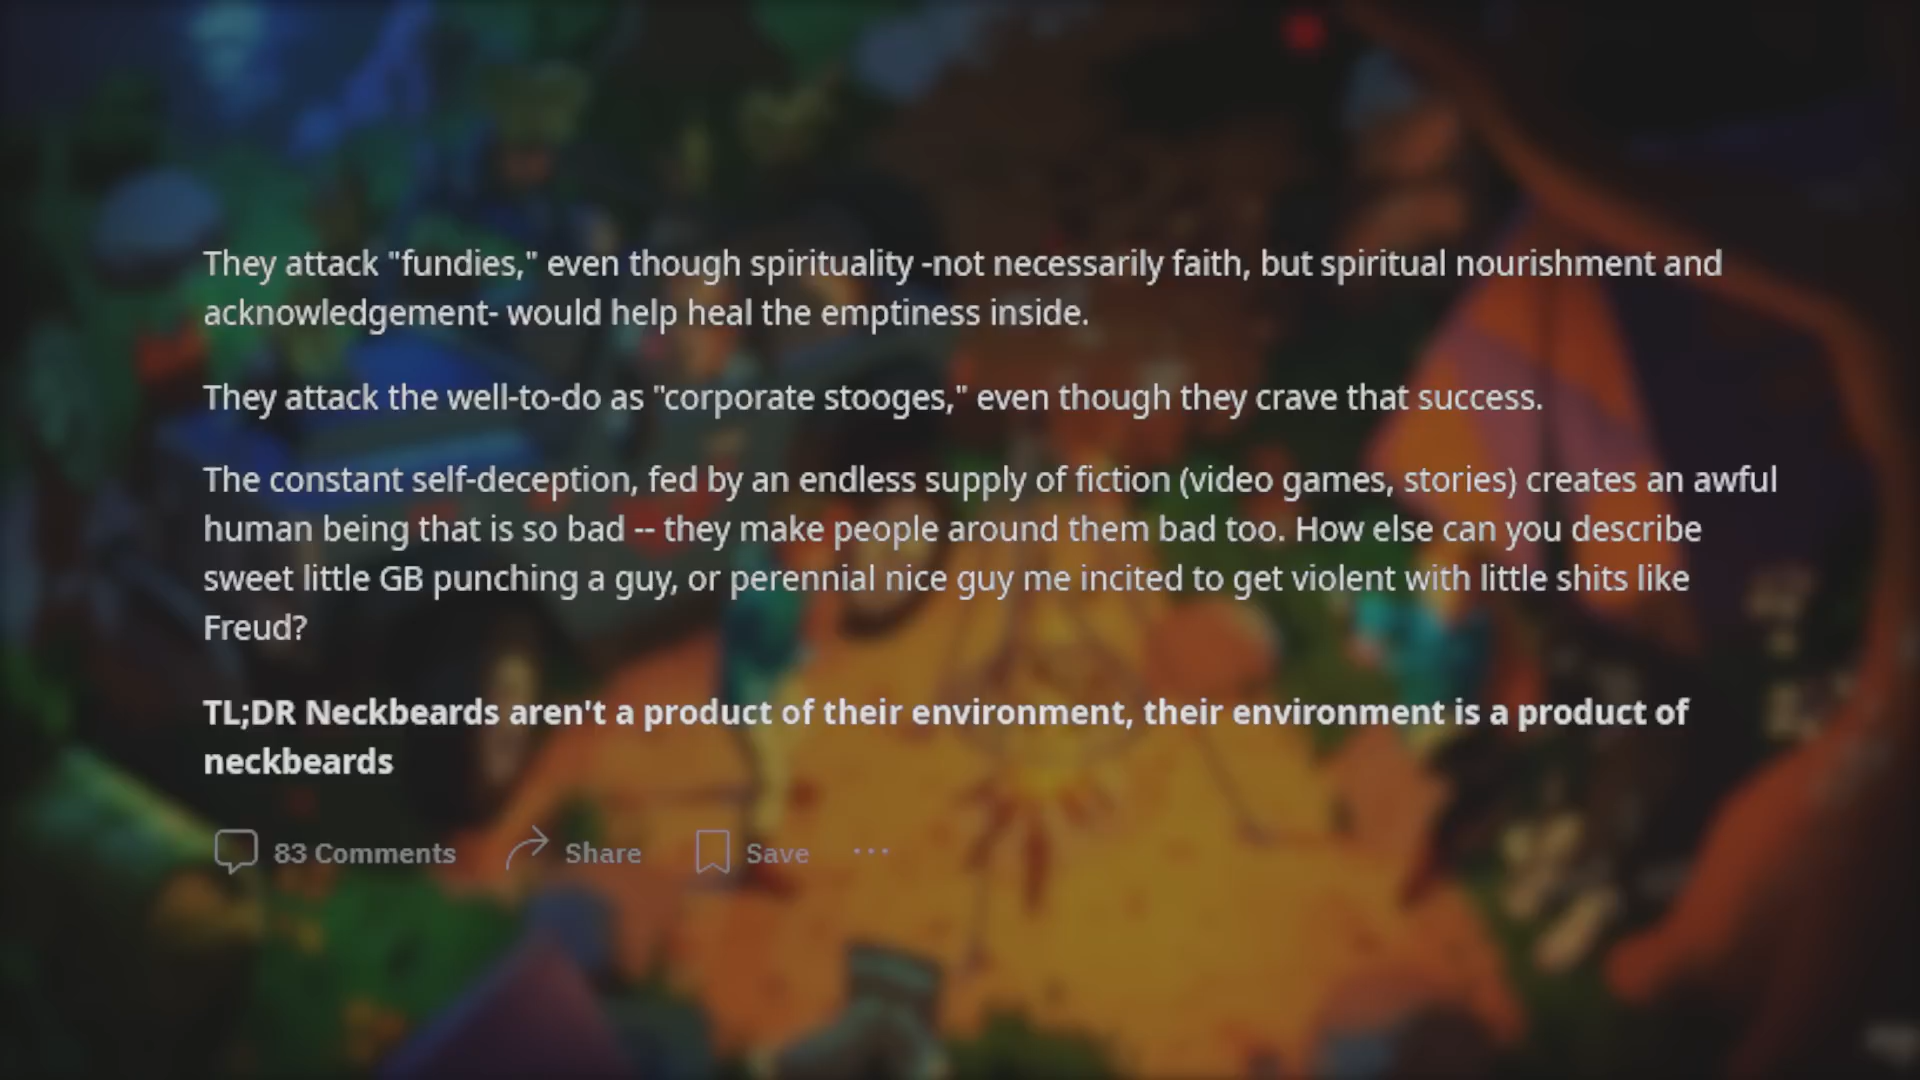 They attack "fundies," even though spirituality -not necessarily faith, but spiritual nourishment and
acknowledgement- would help heal the emptiness inside.
They attack the well-to-do as "corporate stooges," even though they crave that success.
The constant self-deception, fed by an endless supply of fiction (video games, stories) creates an awful
human being that is so bad -- they make people around them bad too. How else can you describe
sweet little GB punching a guy, or perennial nice guy me incited to get violent with little shits like
Freud?
TL;DR Neckbeards aren't a product of their environment, their environment is a product of
neckbeards
83 Comments Share Save ...